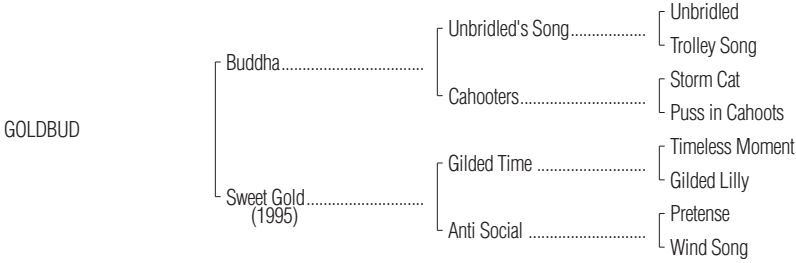 Unbridled
Unbridled's Song..................
Trolley Song
Buddha..................................
Storm Cat
Cahooters..............................
Puss in Cahoots
GOLDBUD
Timeless Moment
Gilded Time ..........................
Gilded Lilly
Sweet Gold............................
(1995)
Pretense
Anti Social ............................
Wind Song